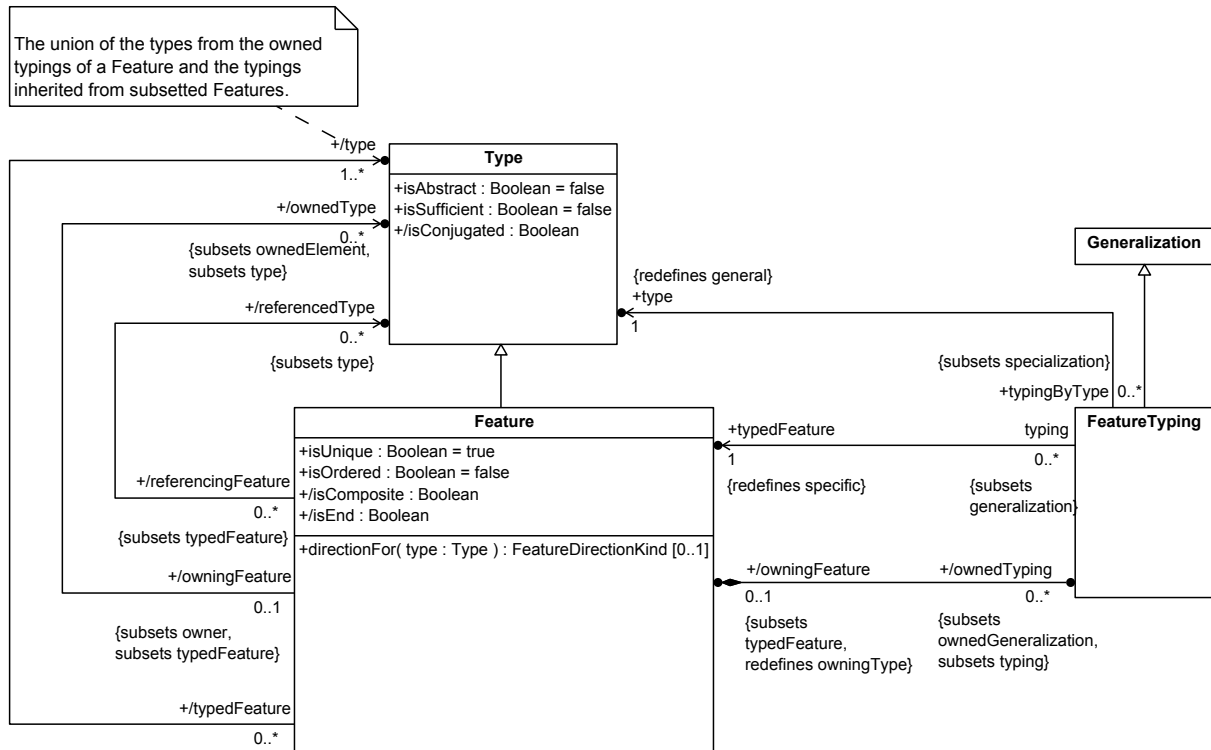 The union of the types from the owned
typings of a Feature and the typings
inherited from subsetted Features.
+/type
1..*
Type
+isAbstract : Boolean = false
+isSufficient : Boolean = false
+/isConjugated : Boolean
+/ownedType
0..*
{subsets ownedElement,
subsets type}
+/referencedType
0..*
{subsets type}
Generalization
{redefines general}
+type
1
{subsets specialization}
+typingByType
0..*
FeatureTyping
Feature
+isUnique : Boolean = true
+isOrdered : Boolean = false
+/isComposite : Boolean
+/isEnd : Boolean
+directionFor( type : Type ) : FeatureDirectionKind [0..1]
+typedFeature
1
{redefines specific}
typing
0..*
{subsets
generalization}
+/referencingFeature
0..*
{subsets typedFeature}
+/owningFeature
0..1
{subsets owner,
subsets typedFeature}
+/owningFeature
0..1
{subsets
typedFeature,
redefines owningType}
+/ownedTyping
0..*
{subsets
ownedGeneralization,
subsets typing}
+/typedFeature
0..*